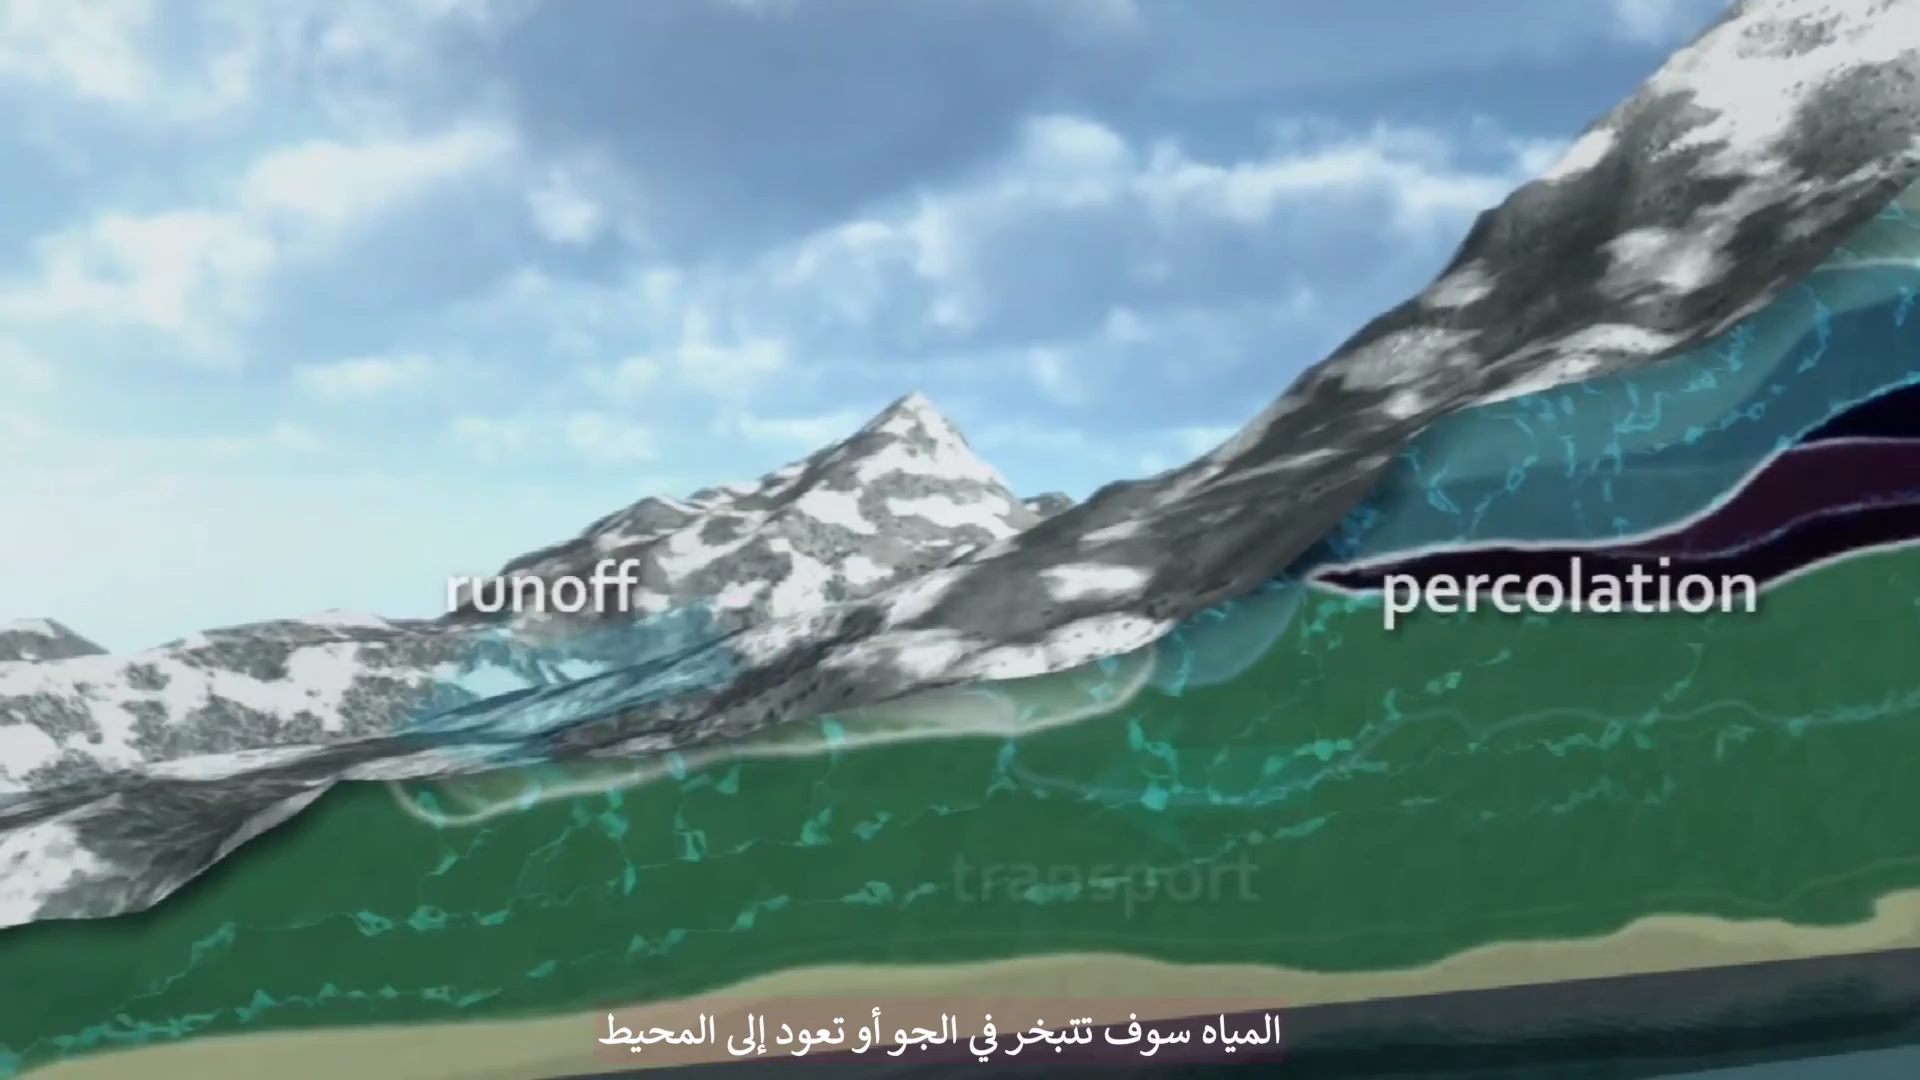 runoff
percolation
transport
المياه سوف تتبخر في الجو أو تعود إلى المحيط